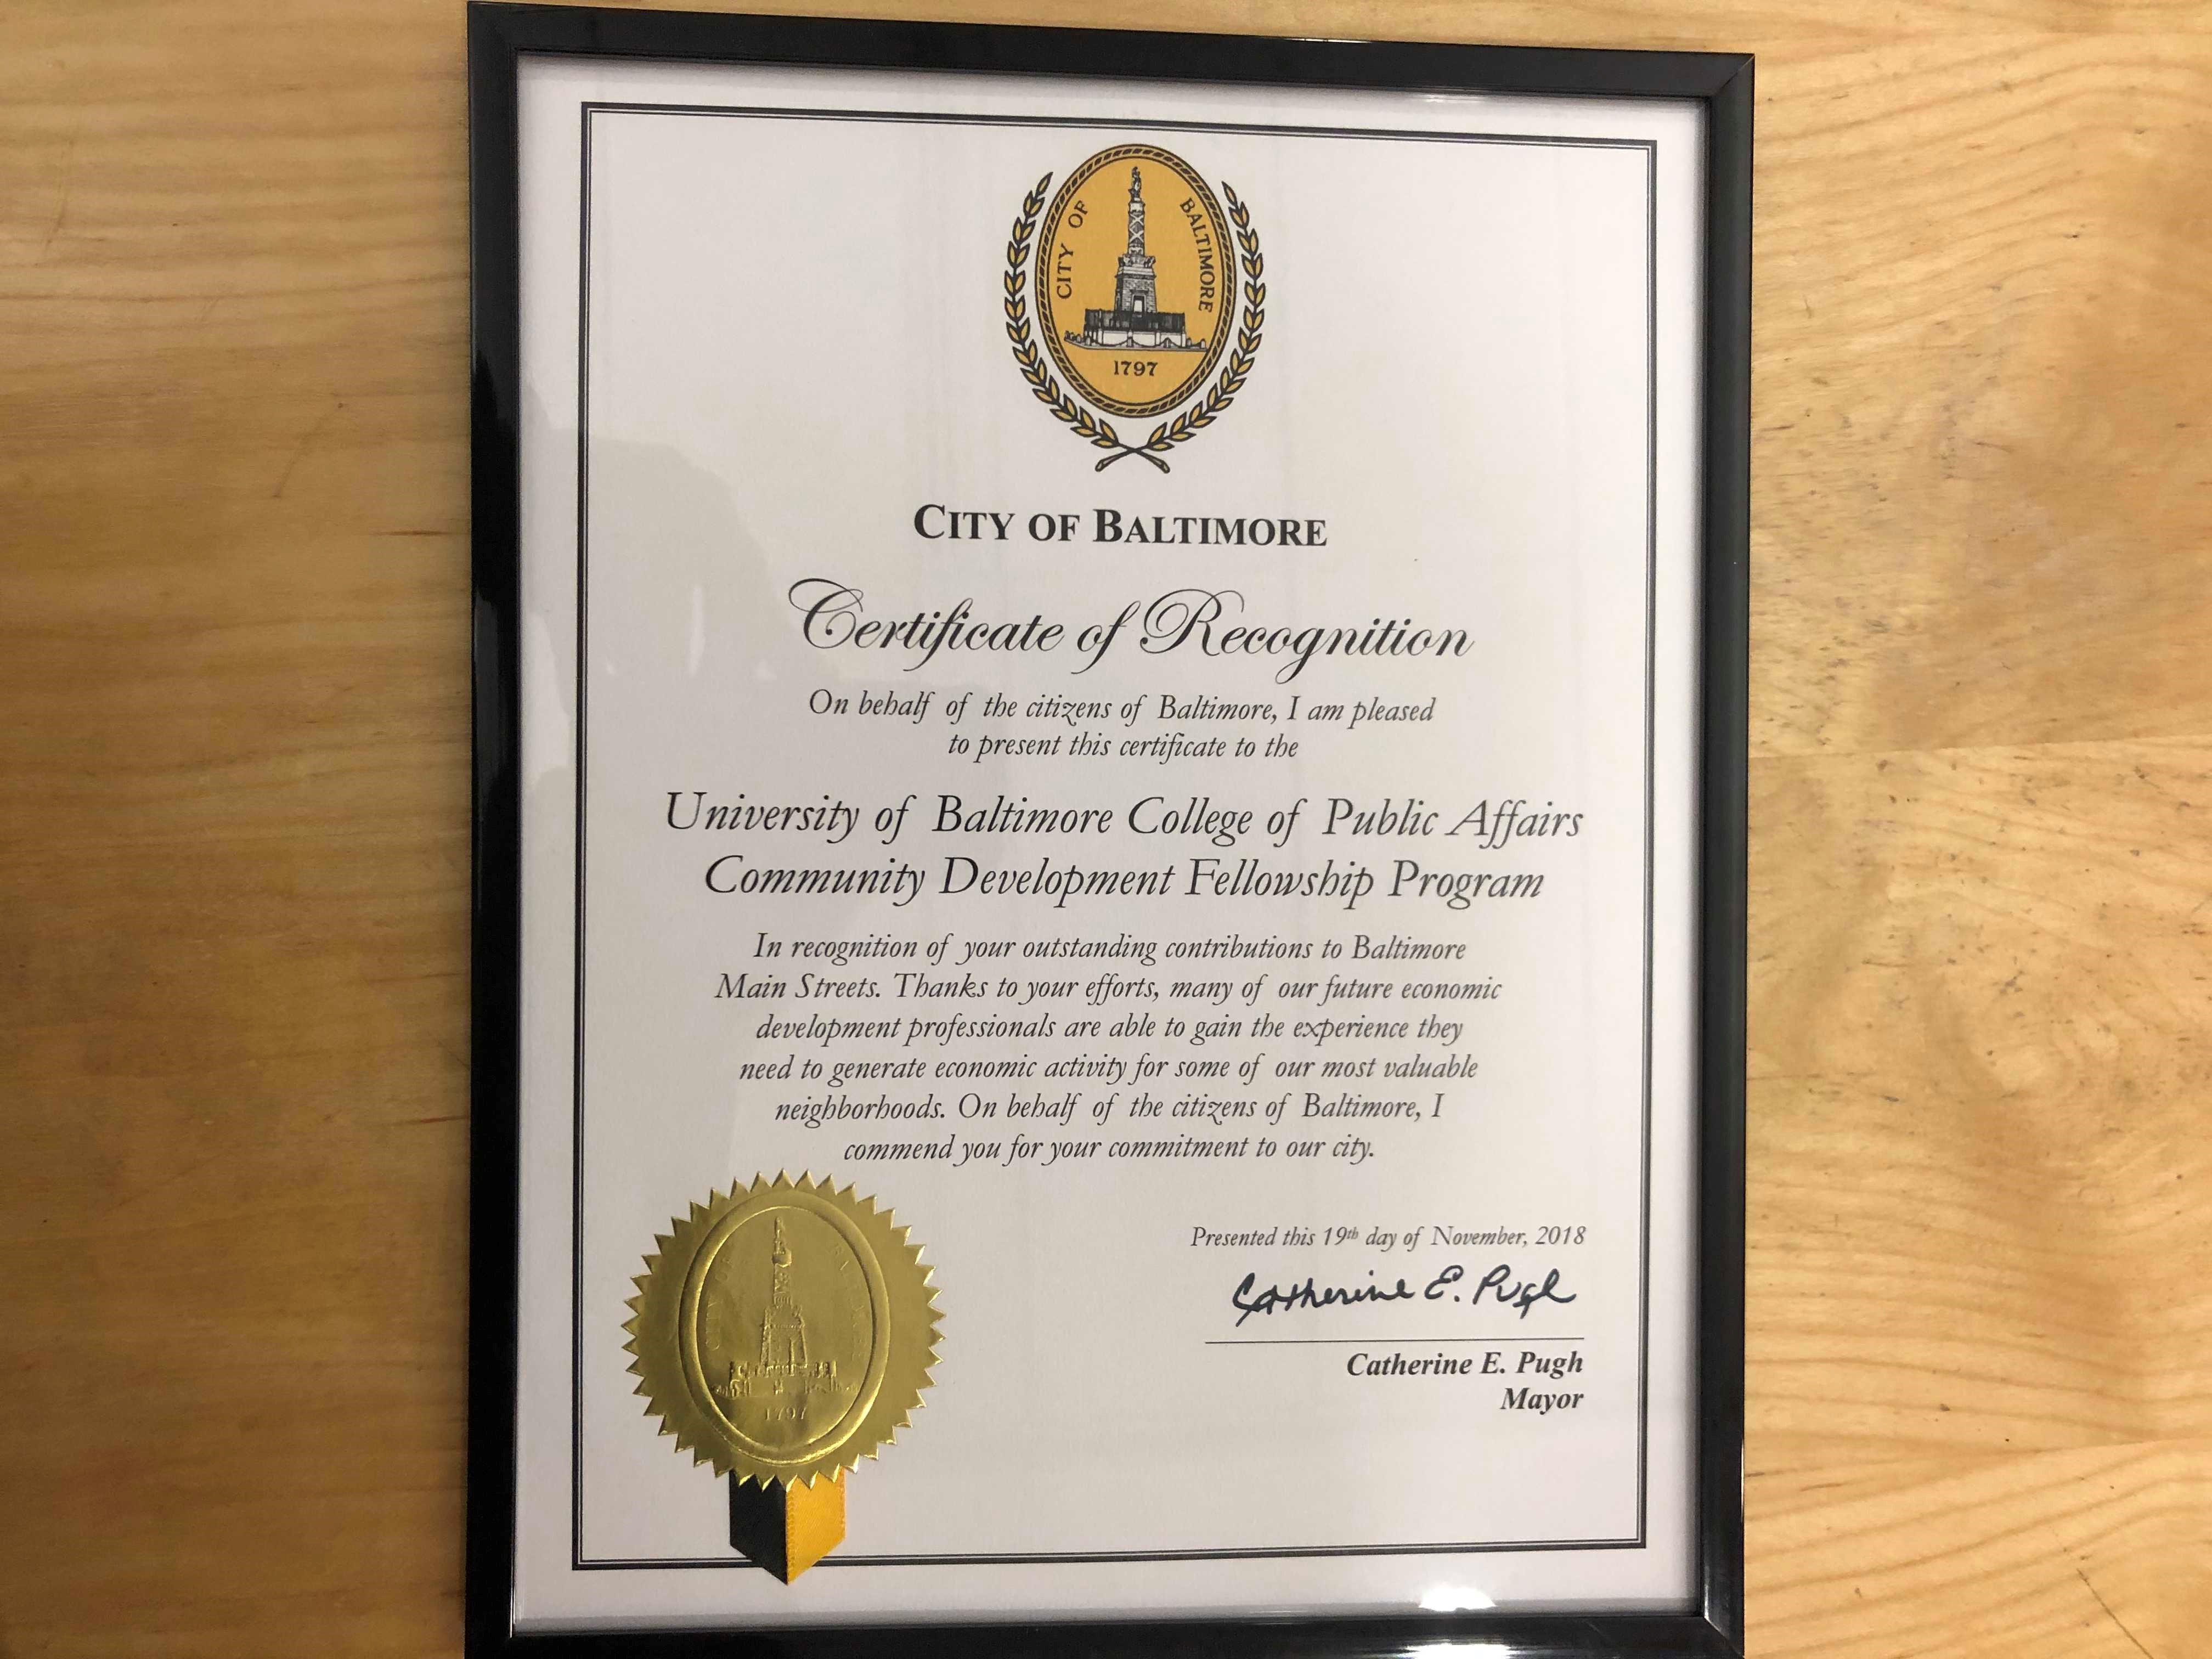 CITY OF BALTIMORE
1797
CITY OF BALTIMORE
Certificate of Recognition
On behalf of the citizens of Baltimore, I am pleased
to present this certificate to the
University of Baltimore College of Public Affairs
Community Development Fellowship Program
In recognition of your outstanding contributions to Baltimore
Main Streets. Thanks to your efforts, many of our future economic
development professionals are able to gain the experience they
need to generate economic activity for some of our most valuable
neighborhoods. On behalf of the citizens of Baltimore, I
commend you for your commitment to our city.
Presented this 19th day of November, 2018
Catherine E. Pugh
Catherine E. Pugh
Mayor
1797